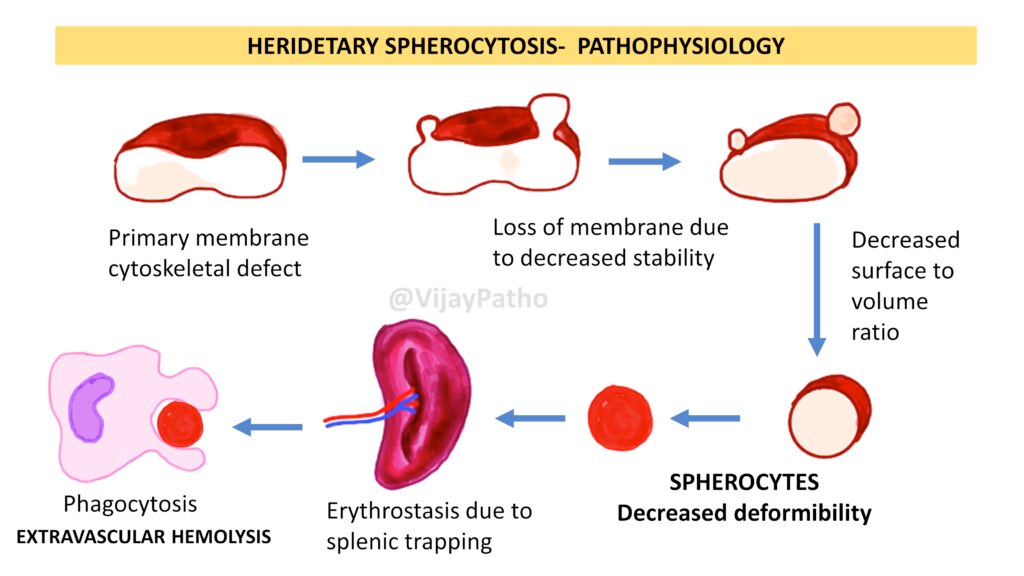 HERIDETARY SPHEROCYTOSIS- PATHOPHYSIOLOGY
Primary membrane
cytoskeletal defect
Loss of membrane due
to decreased stability
Decreased
surface to
volume
ratio
@VijayPatho
SPHEROCYTES
Decreased deformibility
Erythrostasis due to
splenic trapping
Phagocytosis
EXTRAVASCULAR HEMOLYSIS